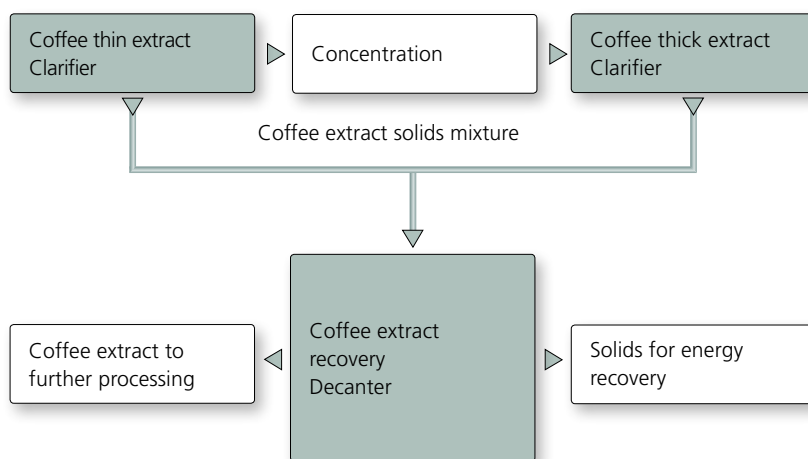 Coffee thin extract
Clarifier
Concentration
Coffee thick extract
Clarifier
Coffee extract solids mixture
Coffee extract to
further processing
Coffee extract
recovery
Decanter
Solids for energy
recovery